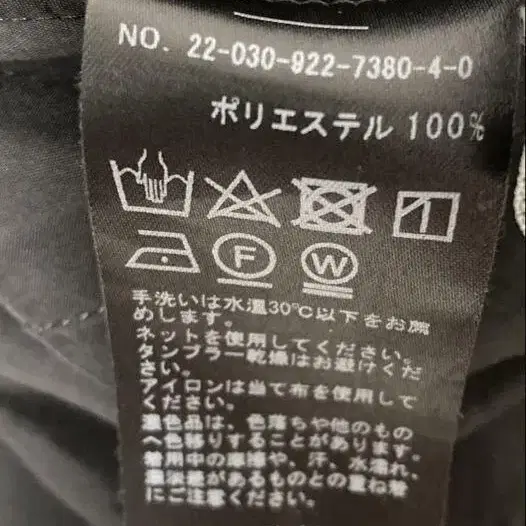 NO. 22-030-922-7380-4-0
ポリエステル 100%
F
W
手洗いは水温30℃以下をお薦
めします。
ネットを使用してください。
タンブラー乾燥はお避けくだ
さい。
アイロンは当て布を使用して
ください。
濃色品は、色落ちや他のもの
へ色移りすることがあります。
着用中の摩擦や、汗、水濡れ、
湿気があるものとの重ね着
にご注意ください。